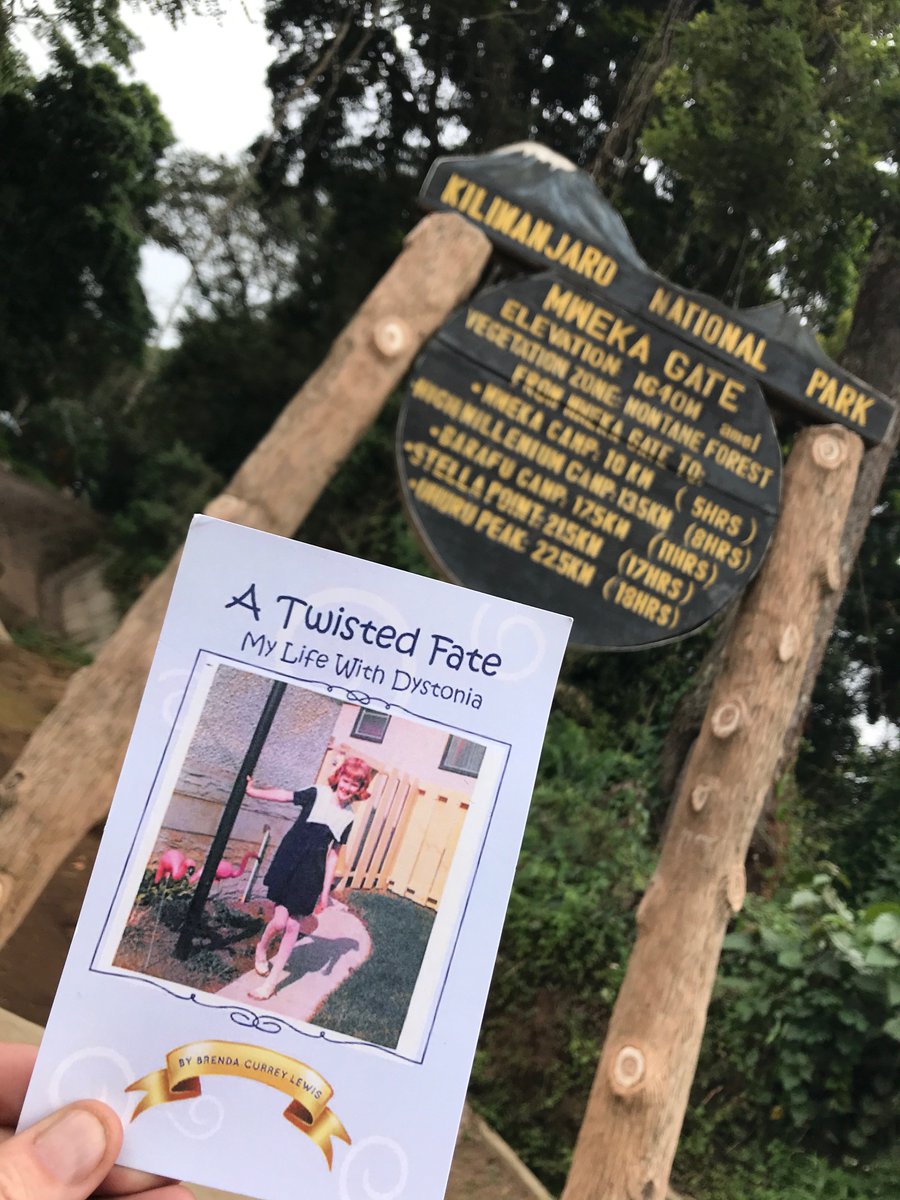 KILIMANJARO NATIONAL PARK
MWEKA GATE
ELEVATION 1640M amsl
VEGETATION ZONE: MONTANE FOREST
FROM MWEKA GATE TO:
•MWEKA CAMP: 10 KM (5HRS)
MILLENIUM CAMP: 13.5KM (8HRS)
•BARAFU CAMP: 17.5KM (11HRS)
•STELLA POINT: 21.5KM (17HRS)
•UHURU PEAK: 22.5KM (18HRS)
A Twisted Fate
My Life With Dystonia
BY BRENDA CURREY LEWIS